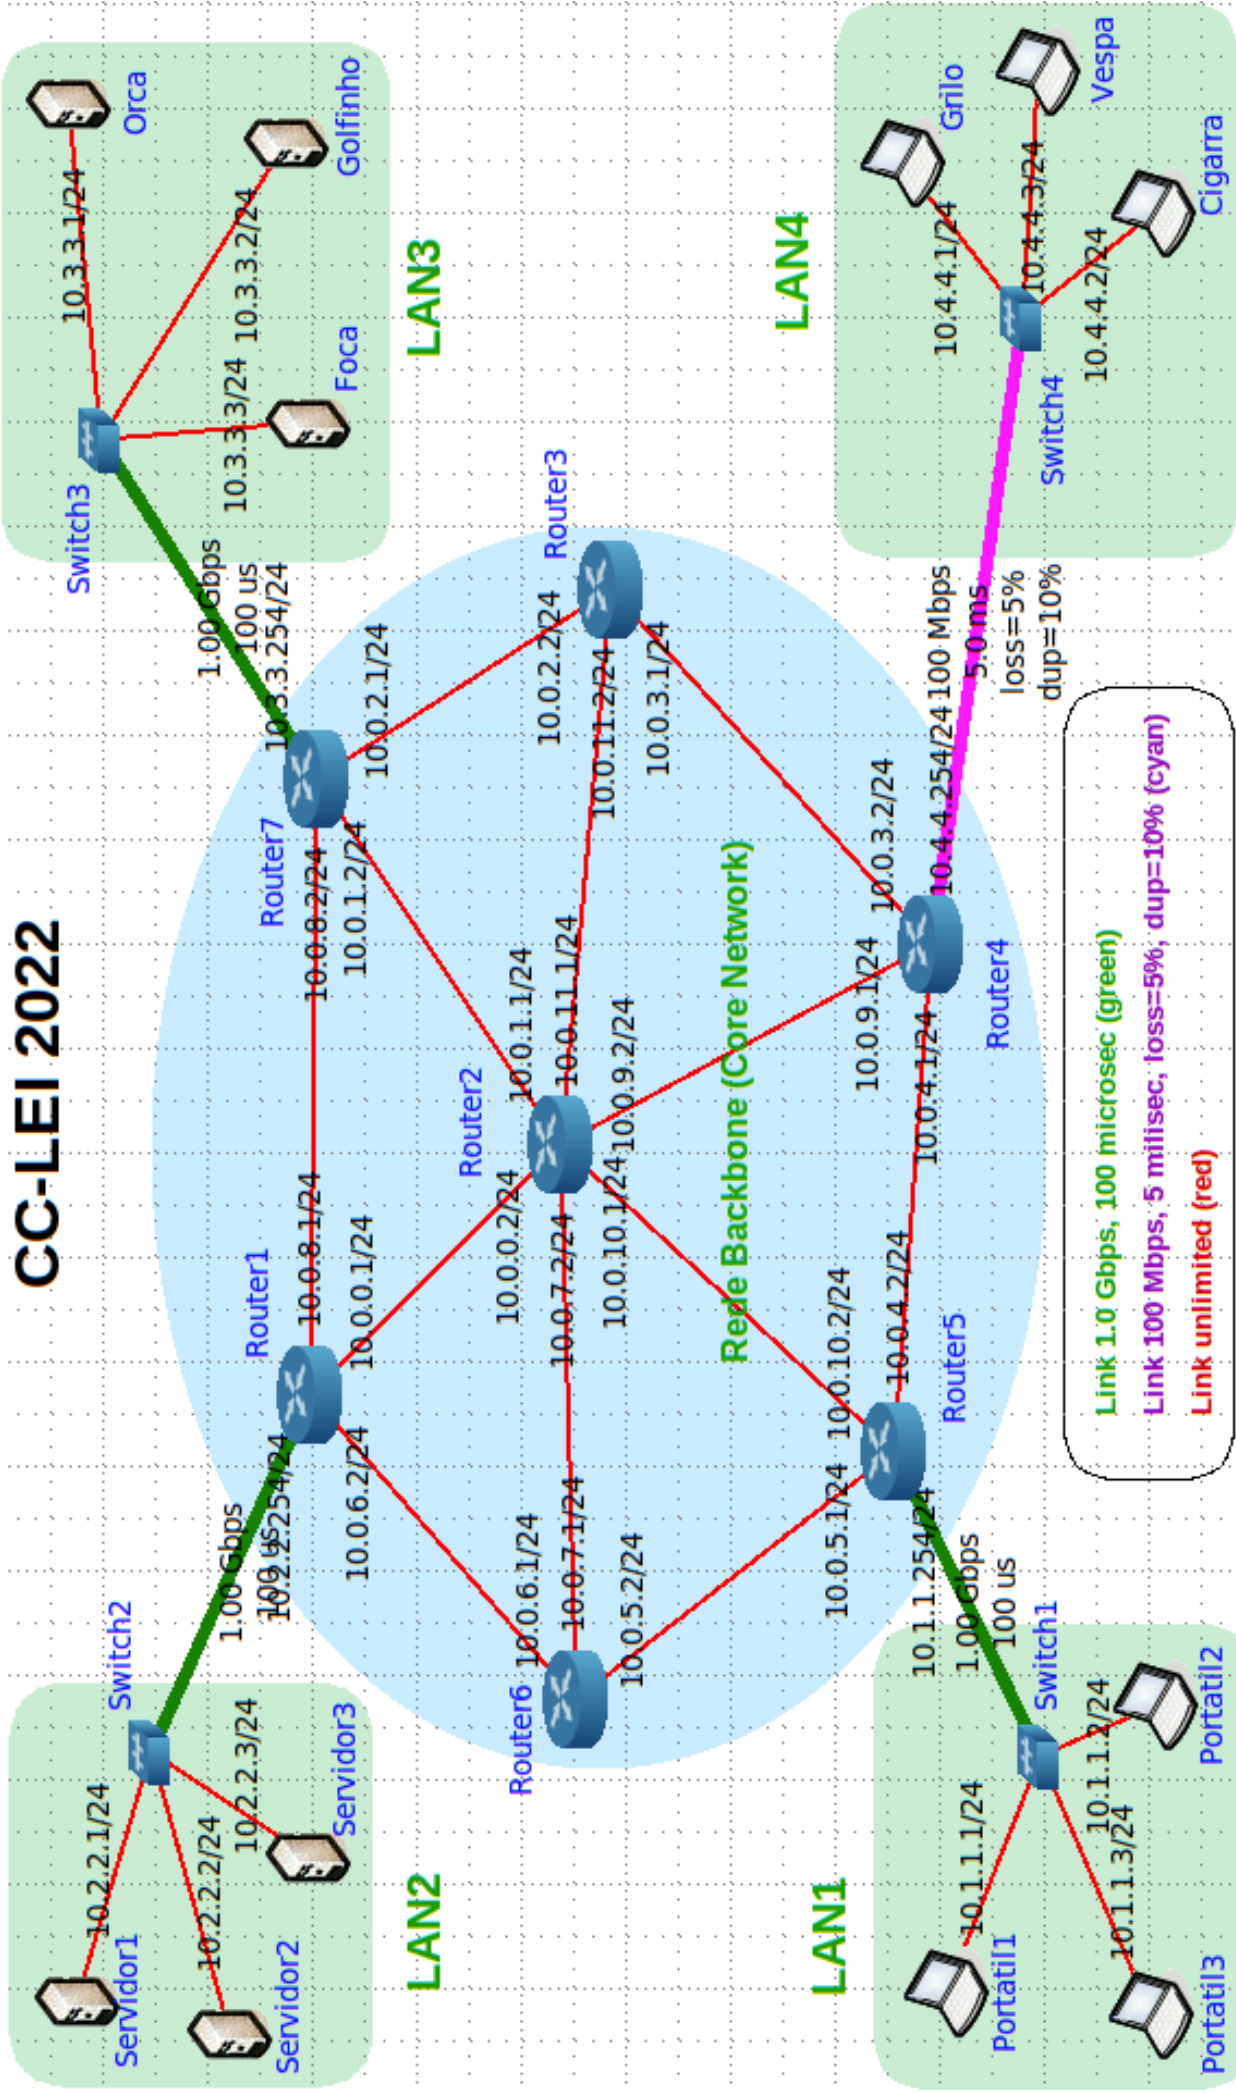 CC-LEI 2022
Servidor1
10.2.2.1/24
Servidor2
10.2.2.2/24
Servidor3
10.2.2.3/24
Switch2
LAN2
1.00 Gbps
100 us
10.2.2.254/24
Router1
10.0.8.1/24
10.0.0.1/24
10.0.6.2/24
Router7
10.0.8.2/24
10.0.1.2/24
10.0.2.1/24
10.3.3.254/24
1.00 Gbps
100 us
Switch3
10.3.3.1/24
Orca
10.3.3.2/24
Golfinho
10.3.3.3/24
Foca
LAN3
Router6
10.0.6.1/24
10.0.7.1/24
10.0.5.2/24
Router2
10.0.0.2/24
10.0.7.2/24
10.0.10.1/24
10.0.1.1/24
10.0.11.1/24
10.0.9.2/24
Router3
10.0.2.2/24
10.0.11.2/24
10.0.3.1/24
Rede Backbone (Core Network)
LAN1
Portatil1
10.1.1.1/24
Portatil2
10.1.1.2/24
Portatil3
10.1.1.3/24
Switch1
10.1.1.254/24
1.00 Gbps
100 us
Router5
10.0.5.1/24
10.0.10.2/24
10.0.4.2/24
Router4
10.0.9.1/24
10.0.4.1/24
10.0.3.2/24
10.4.4.254/24
100 Mbps
5.0 ms
loss=5%
dup=10%
LAN4
Switch4
10.4.4.1/24
Grilo
10.4.4.3/24
Vespa
10.4.4.2/24
Cigarra
Link 1.0 Gbps, 100 microsec (green)
Link 100 Mbps, 5 milisec, loss=5%, dup=10% (cyan)
Link unlimited (red)